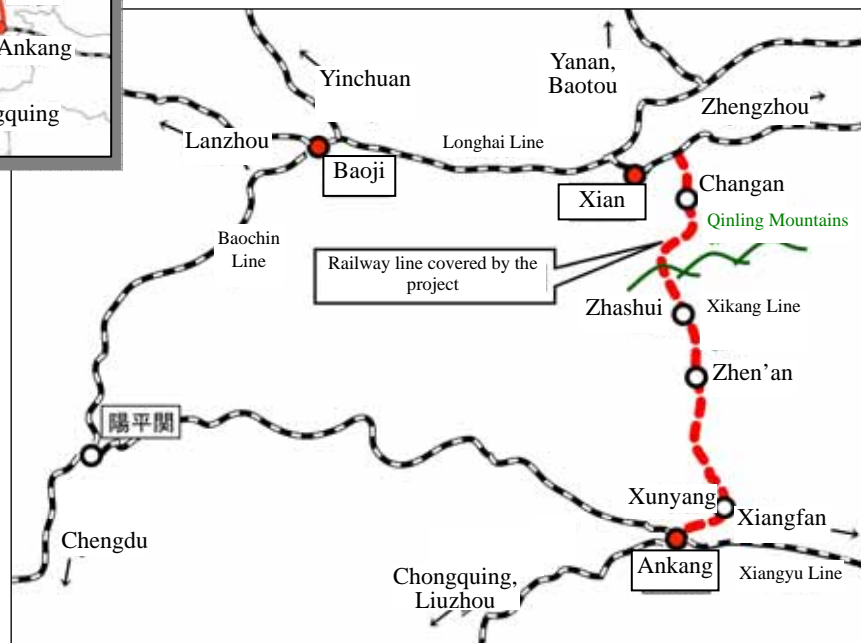 Ankang
gquing
Yinchuan
Yanan,
Baotou
Zhengzhou
Lanzhou
Longhai Line
Baoji
Xian
Changan
Qinling Mountains
Baochin
Line
Railway line covered by the
project
Zhashui
Xikang Line
Zhen’an
陽平関
Xunyang
Xiangfan
Chengdu
Ankang
Xiangyu Line
Chongquing,
Liuzhou